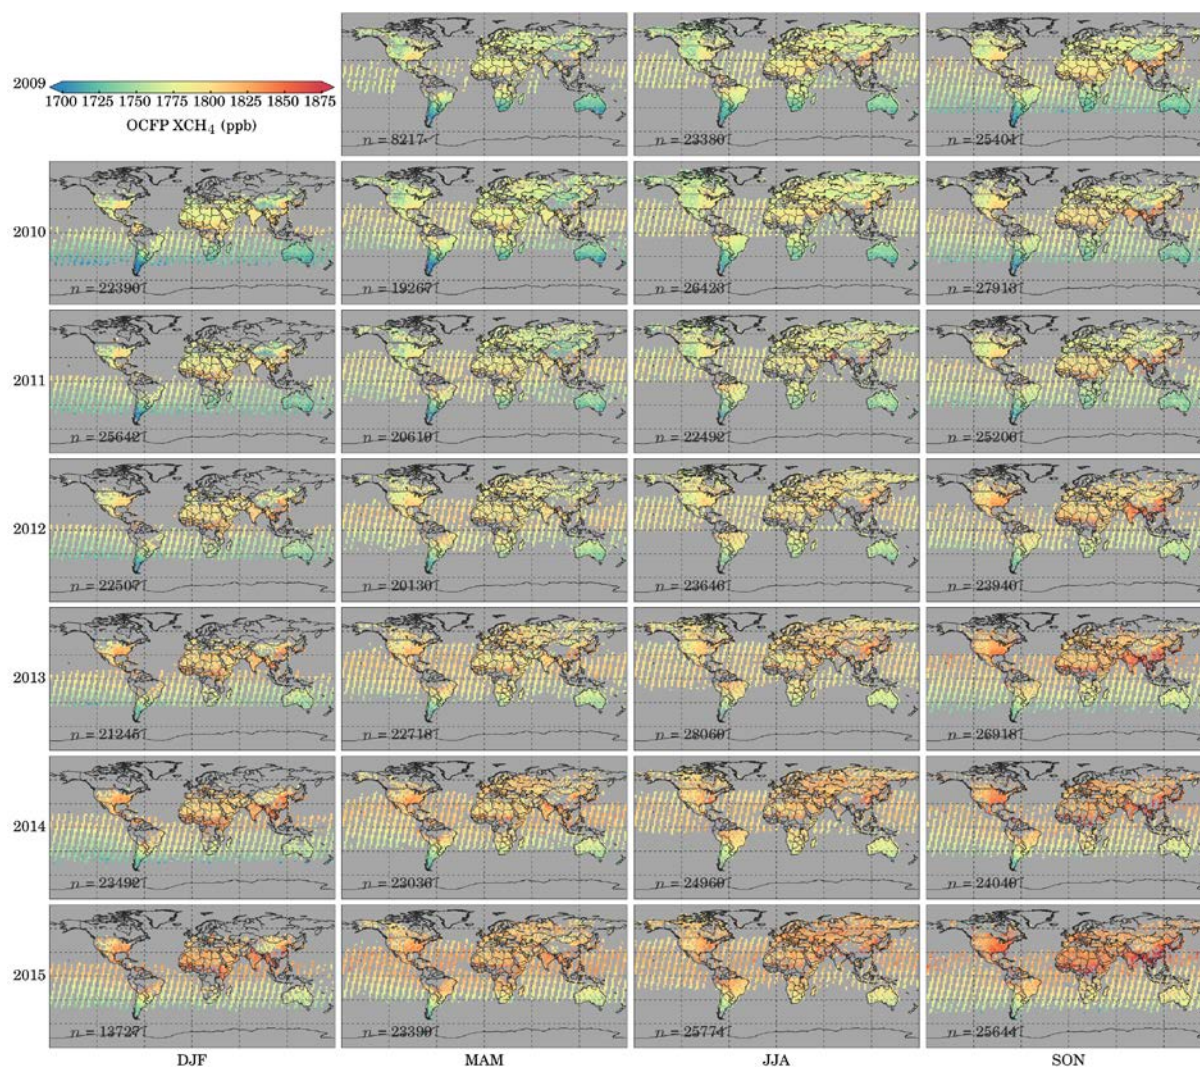 2009
1700 1725 1750 1775 1800 1825 1850 1875
OCFP XCH₄ (ppb)
n = 8217
n = 23380
n = 25401
2010
n = 22390
n = 19267
n = 26423
n = 27913
2011
n = 25642
n = 20610
n = 22492
n = 25200
2012
n = 22507
n = 20130
n = 23646
n = 23940
2013
n = 21245
n = 22718
n = 28060
n = 26918
2014
n = 23492
n = 23036
n = 24960
n = 24040
2015
n = 13727
n = 23390
n = 25774
n = 25644
DJF MAM JJA SON